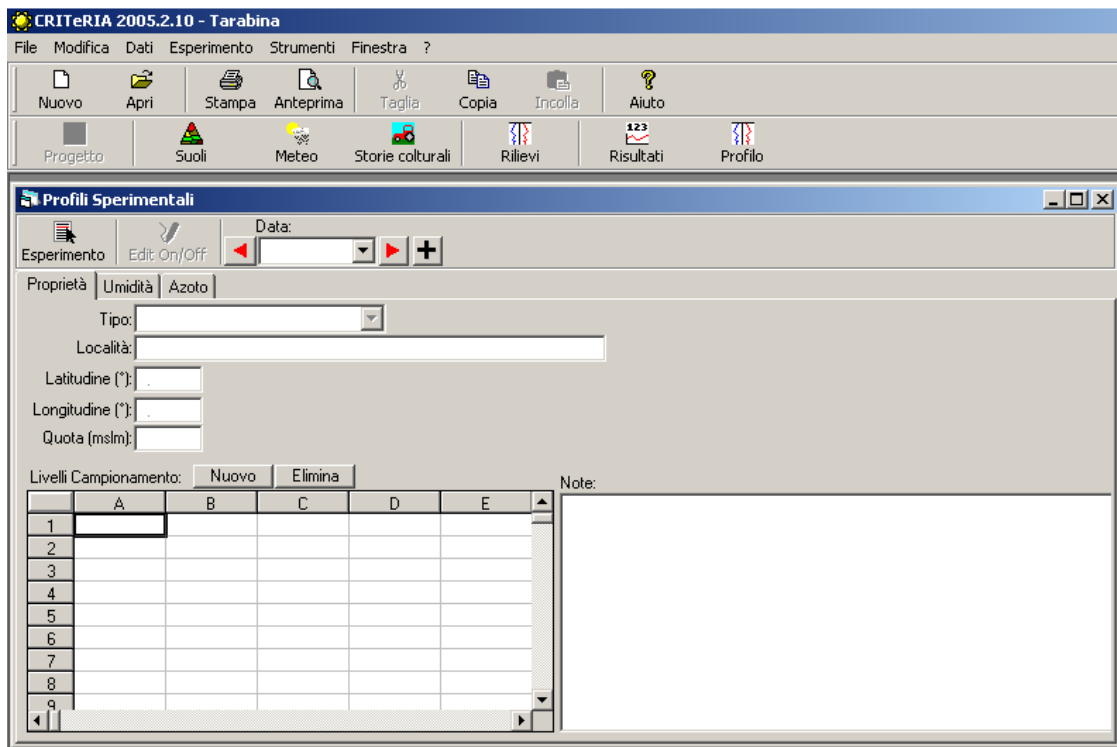 CRITeRIA 2005.2.10 - Tarabina
File Modifica Dati Esperimento Strumenti Finestra ?
Nuovo Apri Stampa Anteprima Taglia Copia Incolla Aiuto
123
Progetto Suoli Meteo Storie colturali Rilievi Risultati Profilo
Profili Sperimentali
Data:
Esperimento Edit On/Off
Proprietà Umidità Azoto
Tipo:
Località:
Latitudine (°): .
Longitudine (°): .
Quota (mslm):
Livelli Campionamento: Nuovo Elimina
Note:
A B C D E
1
2
3
4
5
6
7
8
9